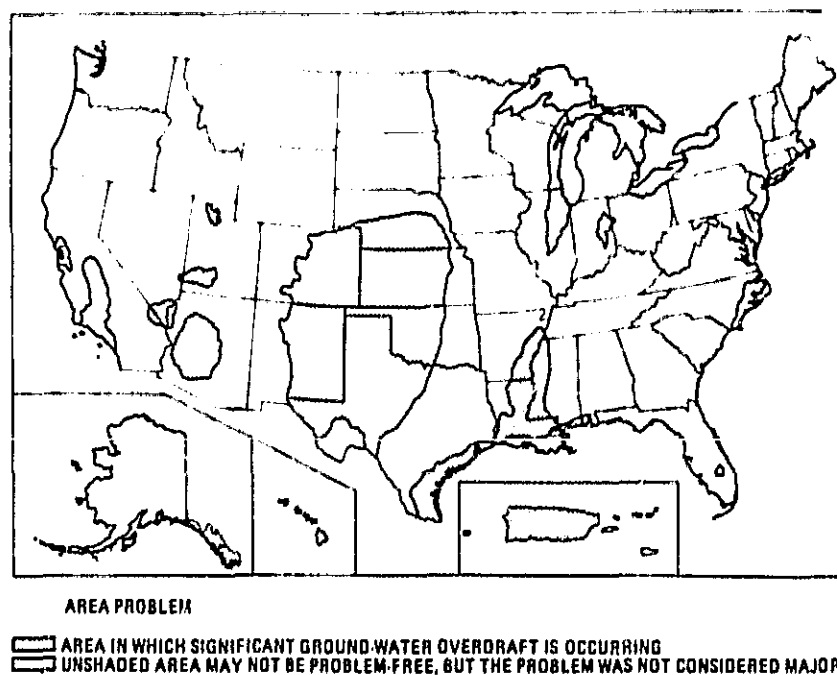 2
AREA PROBLEM
AREA IN WHICH SIGNIFICANT GROUND-WATER OVERDRAFT IS OCCURRING
UNSHADED AREA MAY NOT BE PROBLEM-FREE, BUT THE PROBLEM WAS NOT CONSIDERED MAJOR